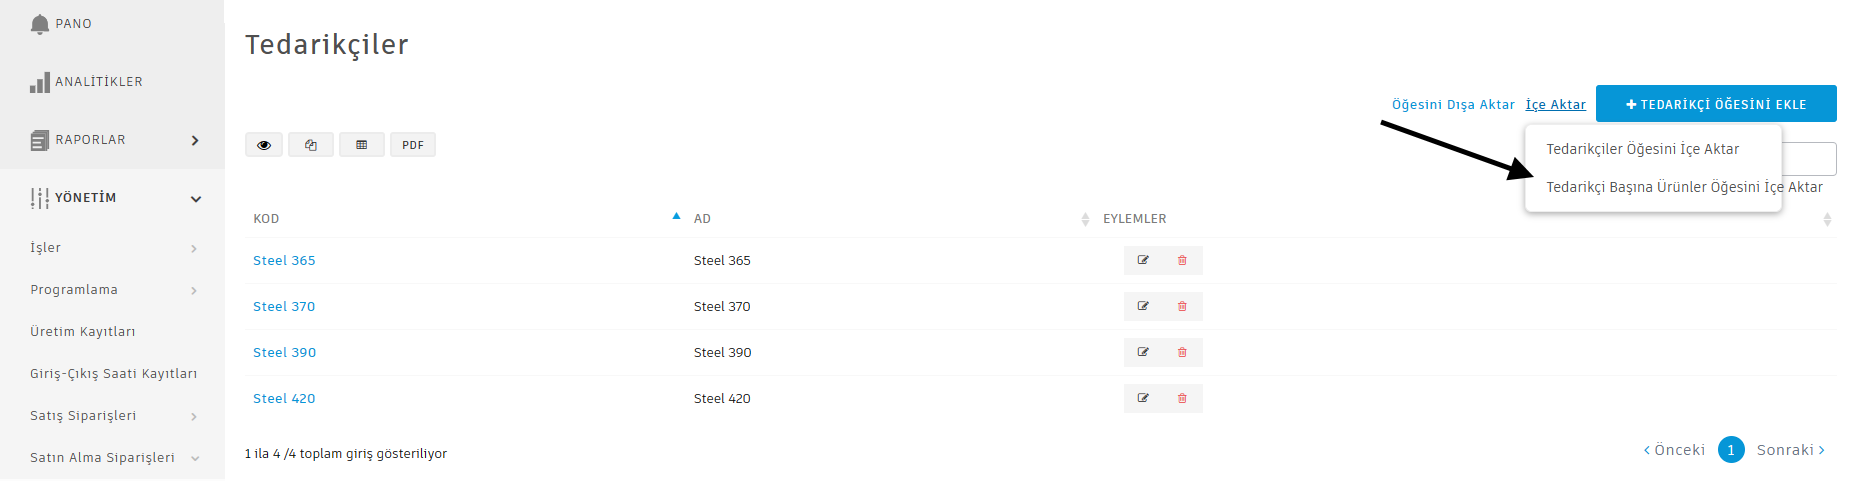 PANO
ANALİTİKLER
RAPORLAR
YÖNETİM
İşler
Programlama
Üretim Kayıtları
Giriş-Çıkış Saati Kayıtları
Satış Siparişleri
Satın Alma Siparişleri
Tedarikçiler
Öğesini Dışa Aktar İçe Aktar + TEDARİKÇİ ÖĞESİNİ EKLE
Tedarikçiler Öğesini İçe Aktar
Tedarikçi Başına Ürünler Öğesini İçe Aktar
PDF
KOD AD EYLEMLER
Steel 365 Steel 365
Steel 370 Steel 370
Steel 390 Steel 390
Steel 420 Steel 420
1 ila 4 /4 toplam giriş gösteriliyor
< Önceki 1 Sonraki >